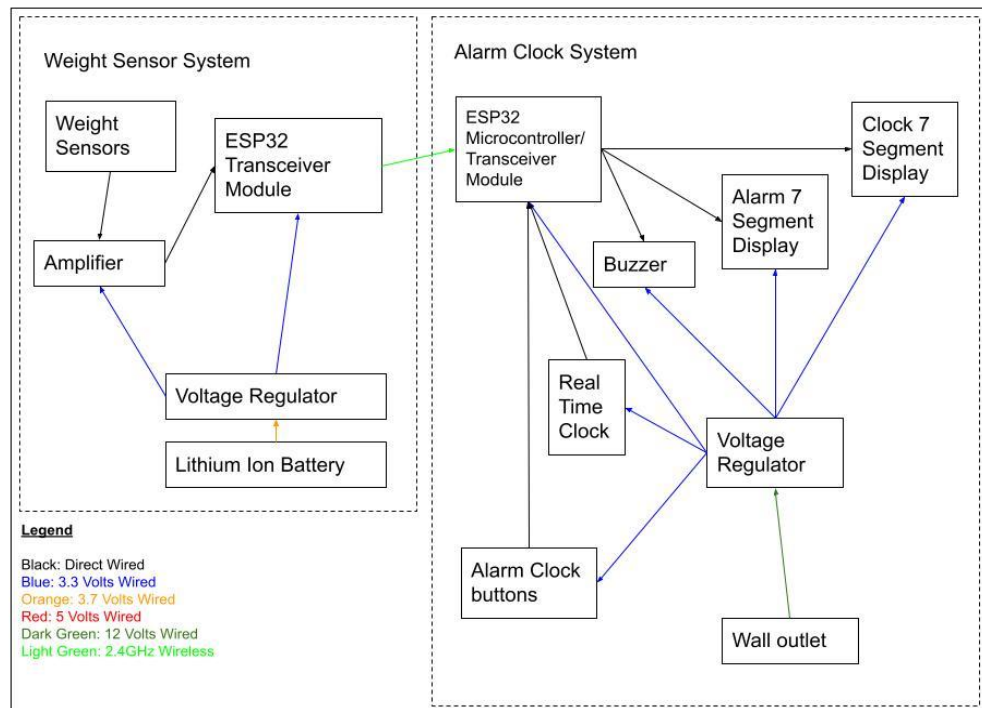 Weight Sensor System
Weight
Sensors
ESP32
Transceiver
Module
Amplifier
Voltage Regulator
Lithium Ion Battery
Alarm Clock System
ESP32
Microcontroller/
Transceiver
Module
Clock 7
Segment
Display
Alarm 7
Segment
Display
Buzzer
Real
Time
Clock
Voltage
Regulator
Alarm Clock
buttons
Wall outlet
Legend
Black: Direct Wired
Blue: 3.3 Volts Wired
Orange: 3.7 Volts Wired
Red: 5 Volts Wired
Dark Green: 12 Volts Wired
Light Green: 2.4GHz Wireless